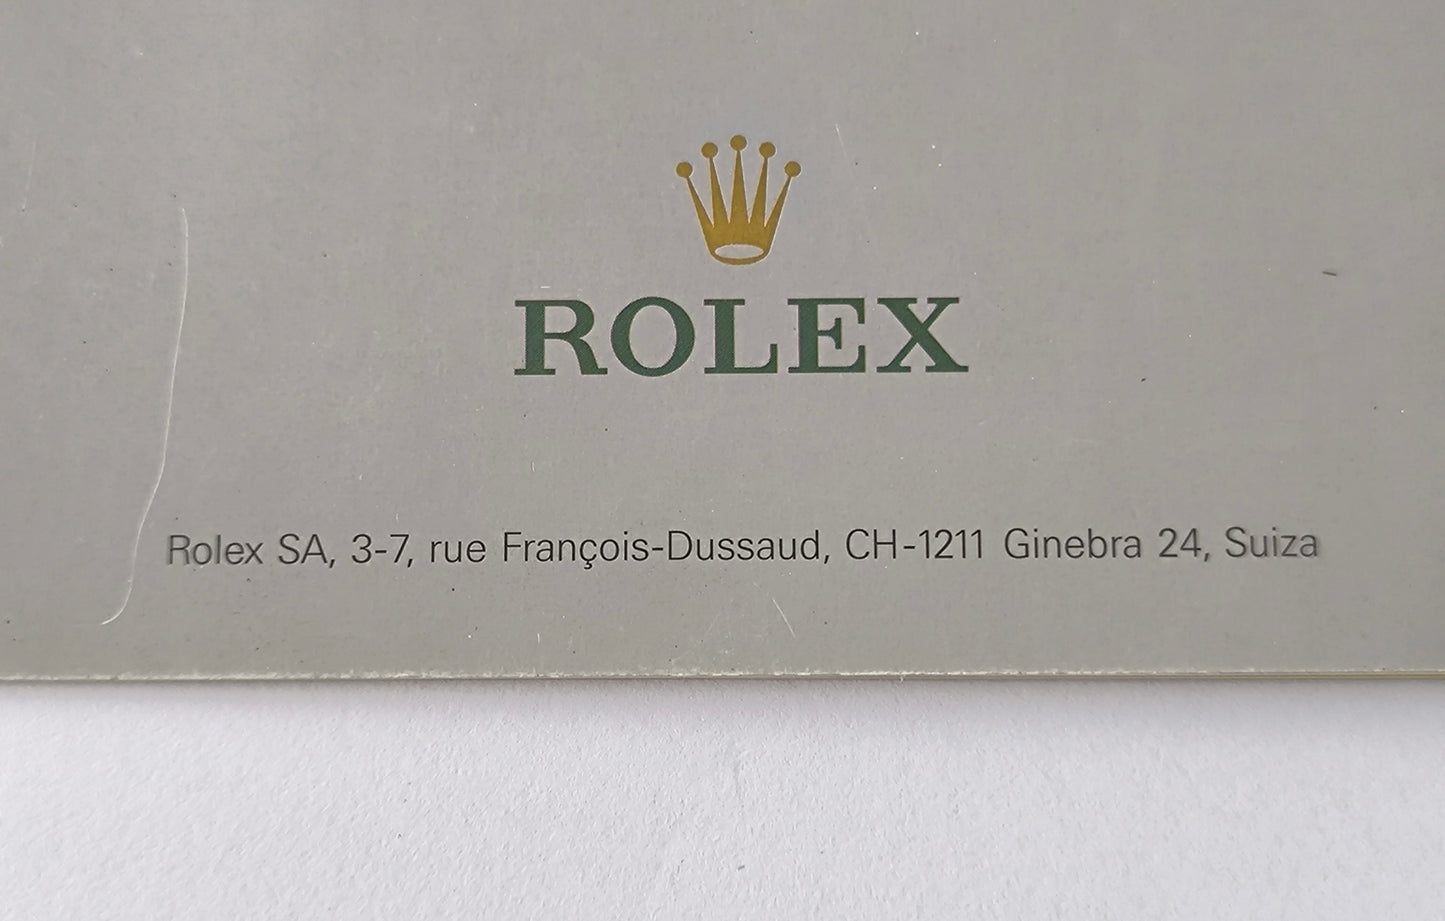 ROLEX
Rolex SA, 3-7, rue François-Dussaud, CH-1211 Ginebra 24, Suiza